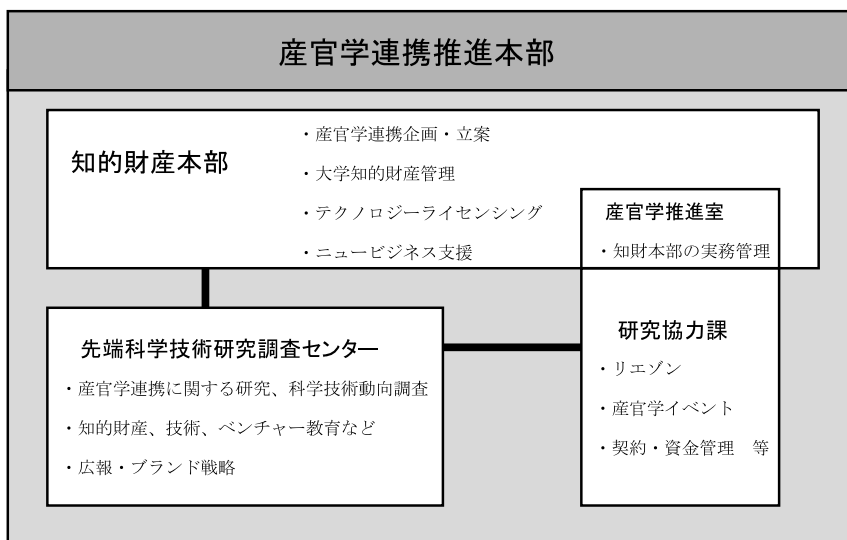 産官学連携推進本部
知的財産本部
・産官学連携企画・立案
・大学知的財産管理
・テクノロジーライセンシング
・ニュービジネス支援
産官学推進室
・知財本部の実務管理
先端科学技術研究調査センター
・産官学連携に関する研究、科学技術動向調査
・知的財産、技術、ベンチャー教育など
・広報・ブランド戦略
研究協力課
・リエゾン
・産官学イベント
・契約・資金管理　等